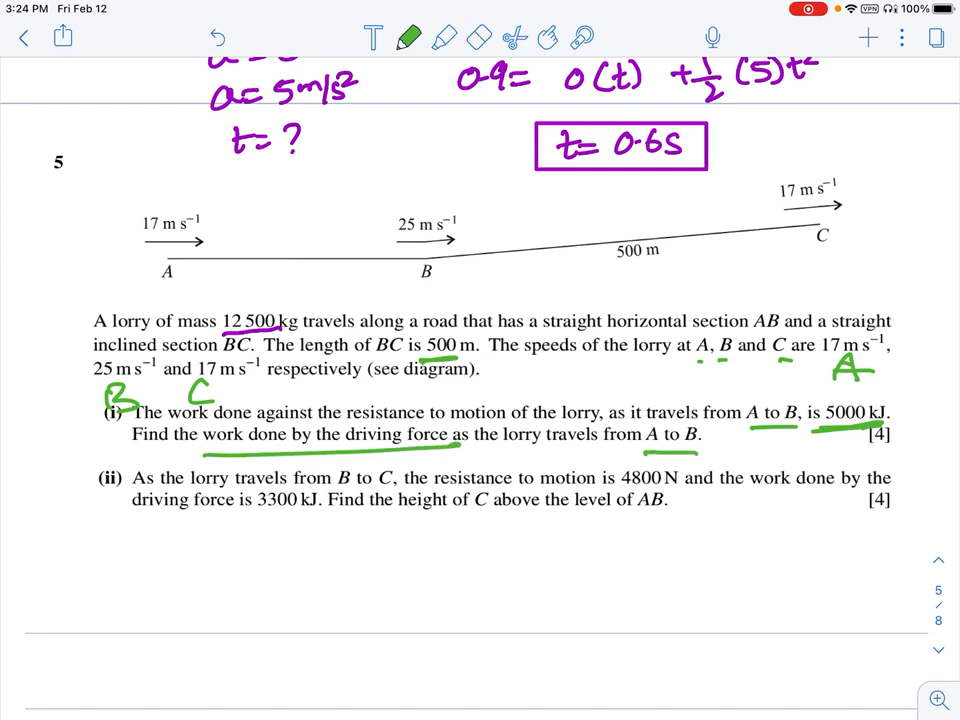 3:24 PM Fri Feb 12
VPN 100%
a= 5m/s²
0.9= 0(t) +1/2 (5)t²
t= ?
t= 0.6s
5
17 m s⁻¹
17 m s⁻¹
25 m s⁻¹
500 m
C
A
B
A lorry of mass 12 500 kg travels along a road that has a straight horizontal section AB and a straight
inclined section BC. The length of BC is 500 m. The speeds of the lorry at A, B and C are 17 m s⁻¹,
25 m s⁻¹ and 17 m s⁻¹ respectively (see diagram).
A
B C
(i) The work done against the resistance to motion of the lorry, as it travels from A to B, is 5000 kJ.
Find the work done by the driving force as the lorry travels from A to B. [4]
(ii) As the lorry travels from B to C, the resistance to motion is 4800 N and the work done by the
driving force is 3300 kJ. Find the height of C above the level of AB. [4]
5
/
8